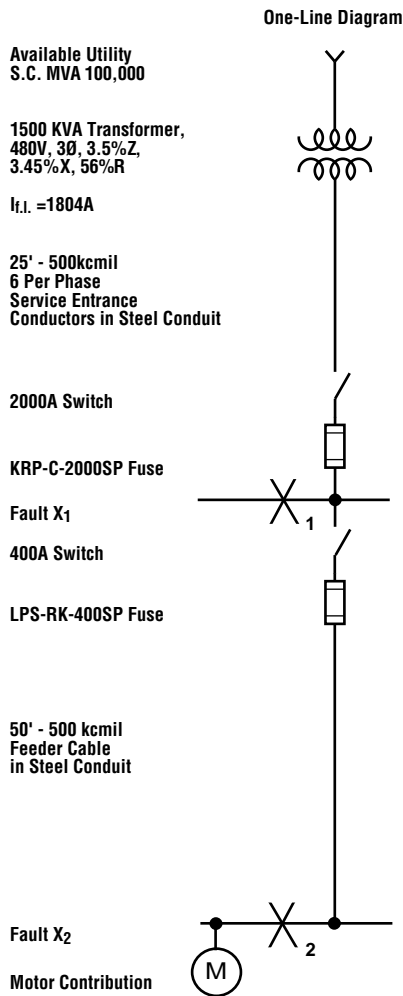 One-Line Diagram
Available Utility
S.C. MVA 100,000
1500 KVA Transformer,
480V, 3Ø, 3.5%Z,
3.45%X, 56%R
If.l. =1804A
25' - 500kcmil
6 Per Phase
Service Entrance
Conductors in Steel Conduit
2000A Switch
KRP-C-2000SP Fuse
Fault X1
1
400A Switch
LPS-RK-400SP Fuse
50' - 500 kcmil
Feeder Cable
in Steel Conduit
Fault X2
2
Motor Contribution
M